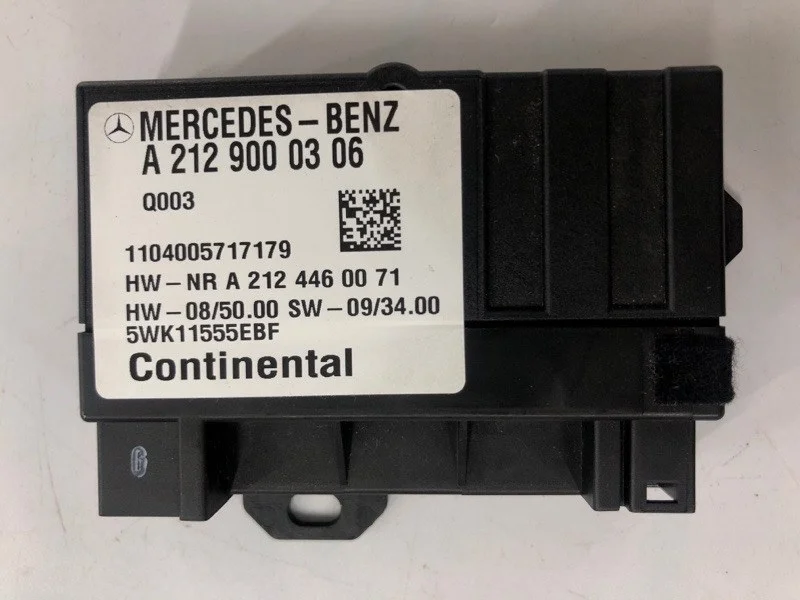 MERCEDES-BENZ
A 212 900 03 06
Q003
1104005717179
HW-NR A 212 446 00 71
HW-08/50.00 SW-09/34.00
5WK11555EBF
Continental
6